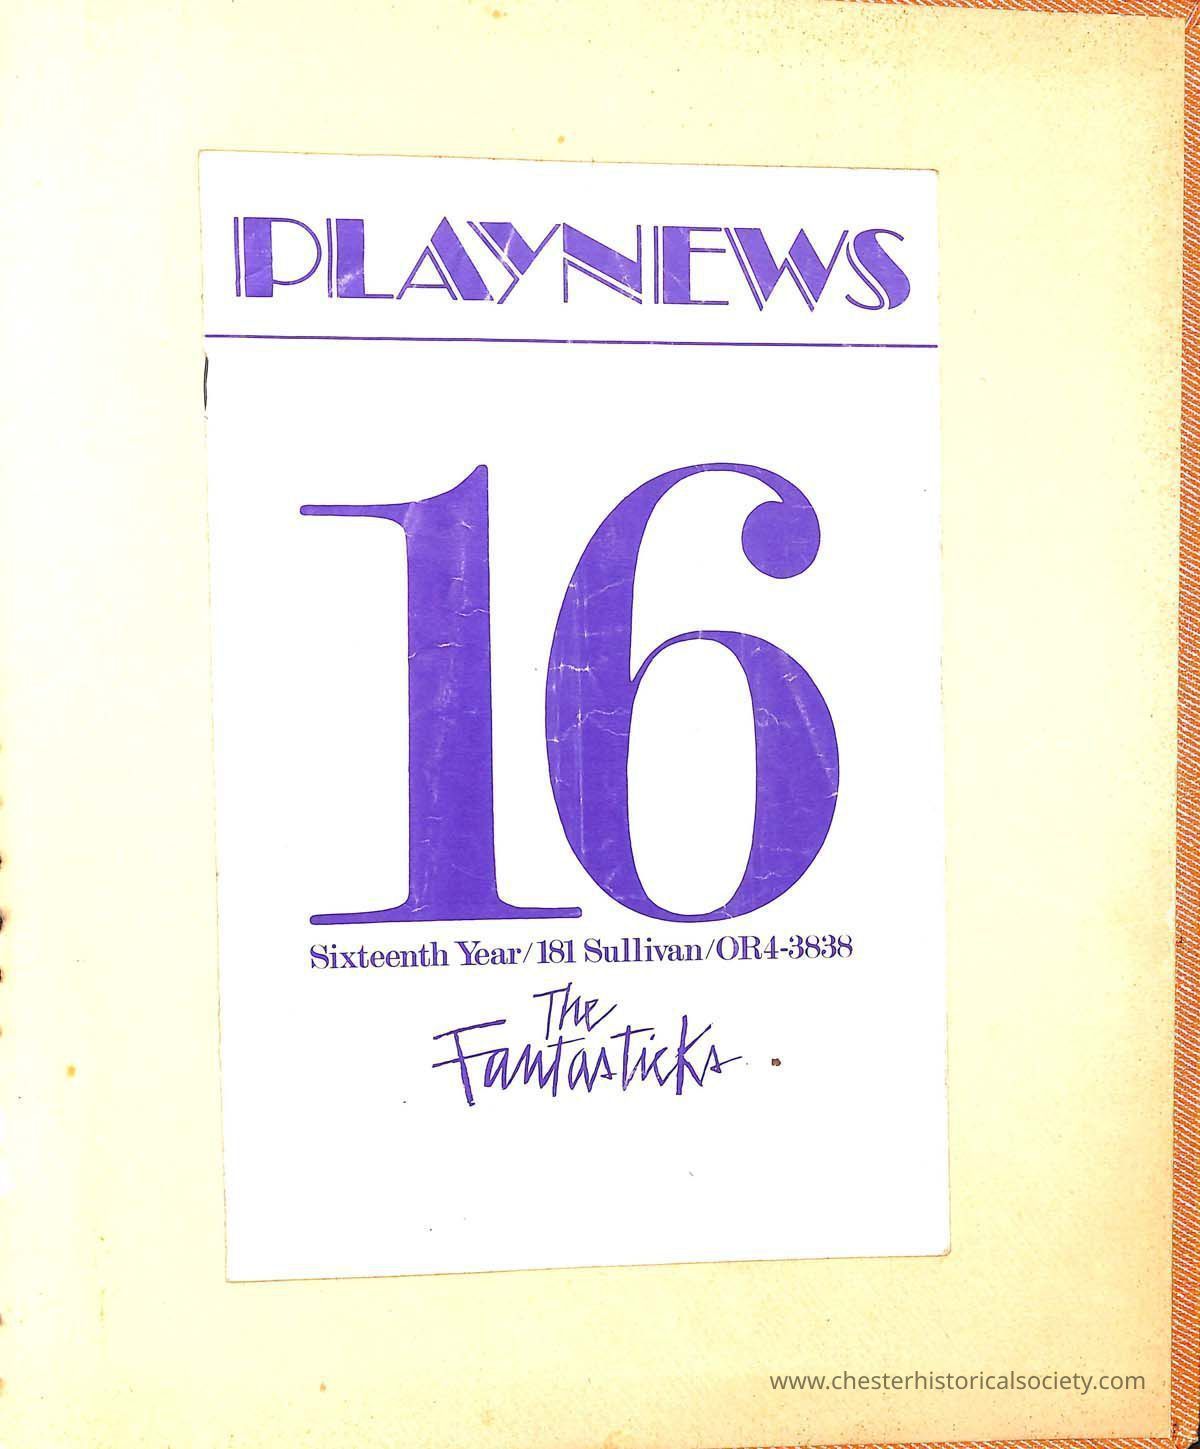 PLAYNEWS
16
Sixteenth Year/181 Sullivan/OR4-3838
The
Fantasticks
www.chesterhistoricalsociety.com